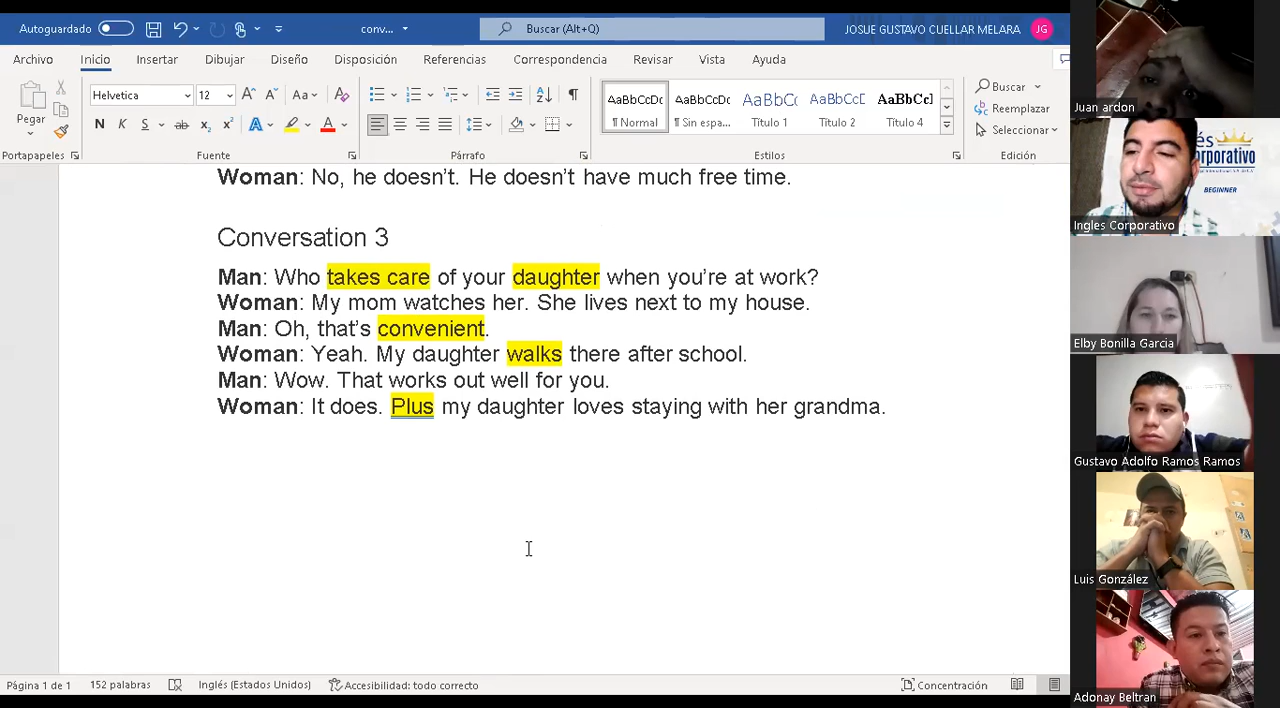 Autoguardado
conv...
Buscar (Alt+Q)
JOSUE GUSTAVO CUELLAR MELARA
JG
Archivo Inicio Insertar Dibujar Diseño Disposición Referencias Correspondencia Revisar Vista Ayuda
Pegar
Helvetica 12
Aa
N K S ab x₂ x² A A
AaBbCcDc AaBbCcDc AaBbCc AaBbCcD AaBbCcl
¶ Normal ¶ Sin espa... Título 1 Título 2 Título 4
Buscar
Reemplazar
Seleccionar
Portapapeles Fuente Párrafo Estilos Edición
Woman: No, he doesn't. He doesn't have much free time.
Conversation 3
Man: Who takes care of your daughter when you're at work?
Woman: My mom watches her. She lives next to my house.
Man: Oh, that's convenient.
Woman: Yeah. My daughter walks there after school.
Man: Wow. That works out well for you.
Woman: It does. Plus my daughter loves staying with her grandma.
Página 1 de 1 152 palabras Inglés (Estados Unidos) Accesibilidad: todo correcto Concentración
Juan ardon
és
orporativo
BEGINNER
Ingles Corporativo
Elby Bonilla Garcia
Gustavo Adolfo Ramos Ramos
Luis González
Adonay Beltran